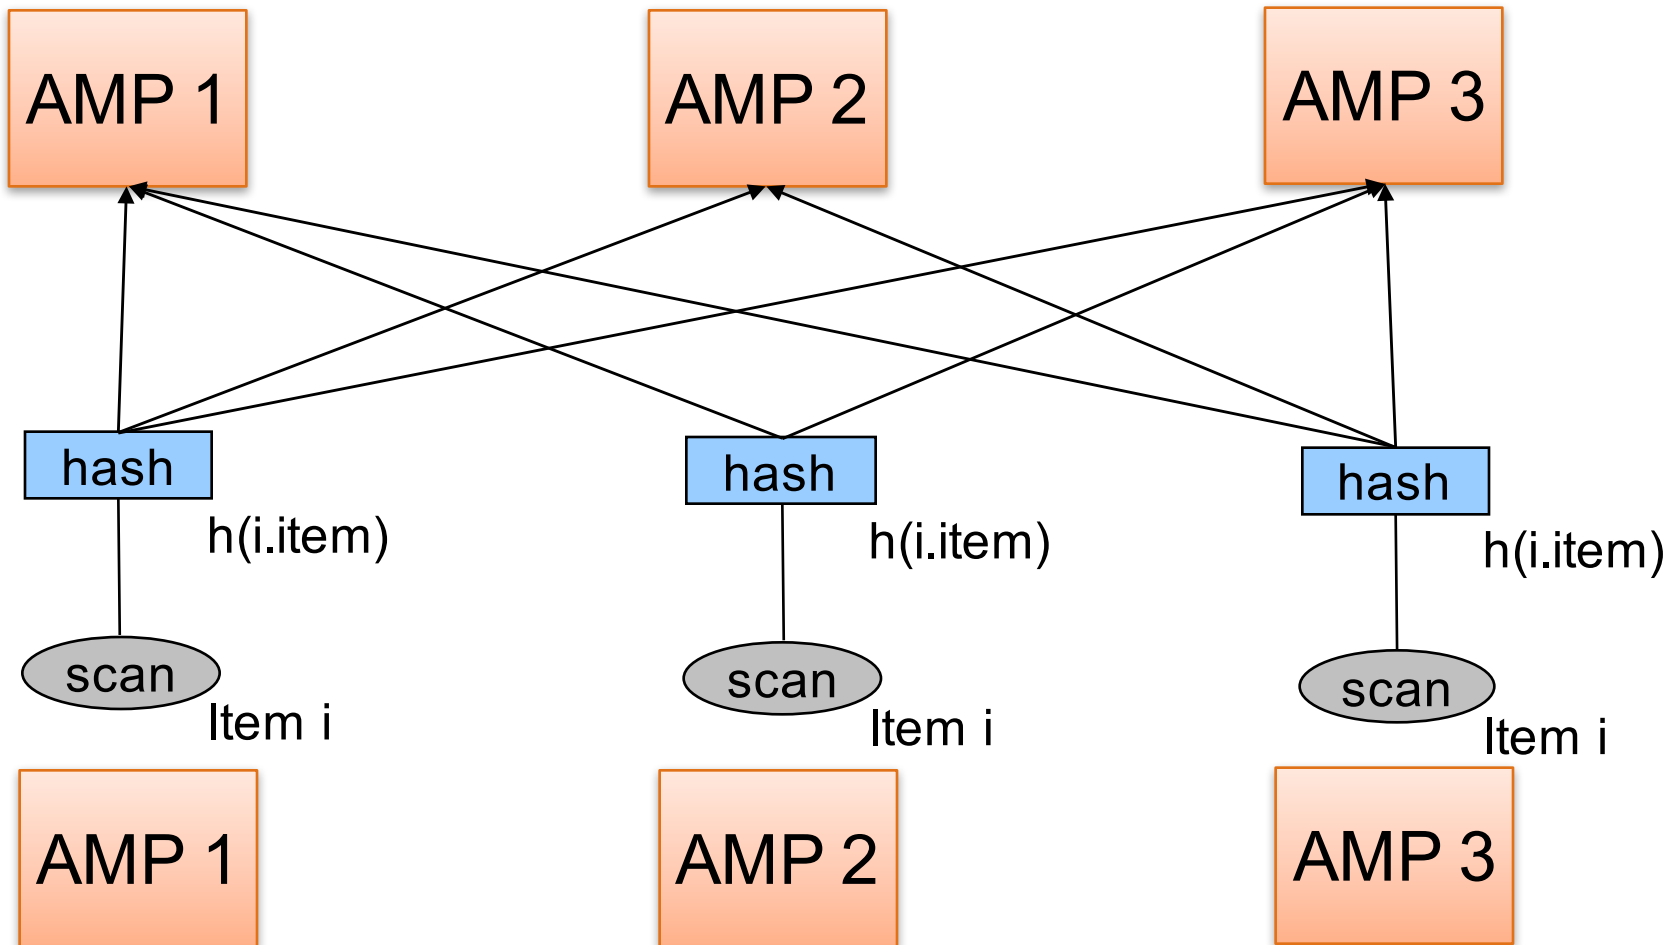 AMP 1
AMP 2
AMP 3
hash
hash
hash
h(i.item)
h(i.item)
h(i.item)
scan
scan
scan
Item i
Item i
Item i
AMP 1
AMP 2
AMP 3